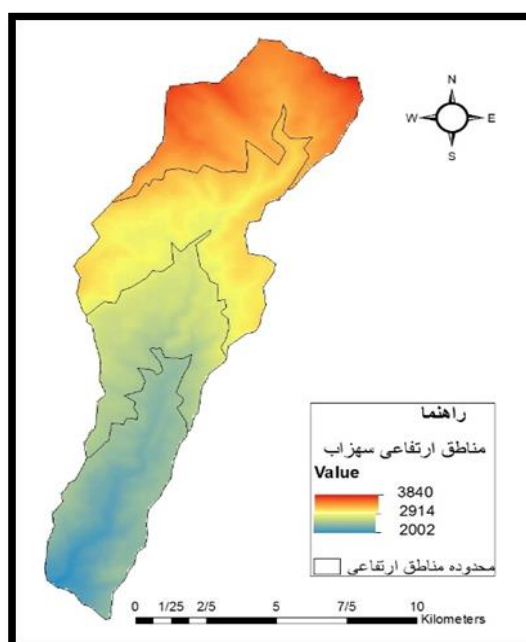 N
W E
S
راهنما
مناطق ارتفاعی سهزاب
Value
3840
2914
2002
محدوده مناطق ارتفاعی
0 1/25 2/5 5 7/5 10
Kilometers